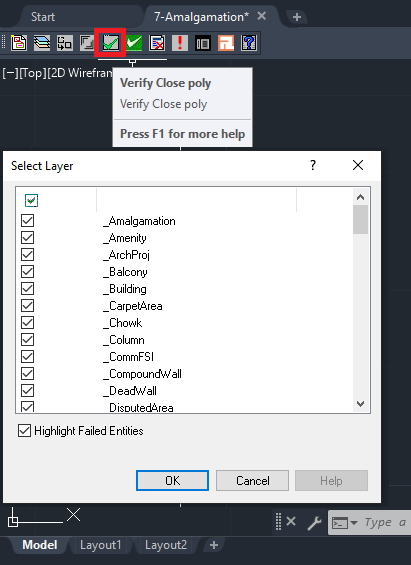 Start
7-Amalgamation*
[−][Top][2D Wirefram
Verify Close poly
Verify Close poly
Press F1 for more help
Select Layer
_Amalgamation
_Amenity
_ArchProj
_Balcony
_Building
_CarpetArea
_Chowk
_Column
_CommFSI
_CompoundWall
_DeadWall
_DisputedArea
Highlight Failed Entities
OK
Cancel
Help
X
Type a
Model
Layout1
Layout2